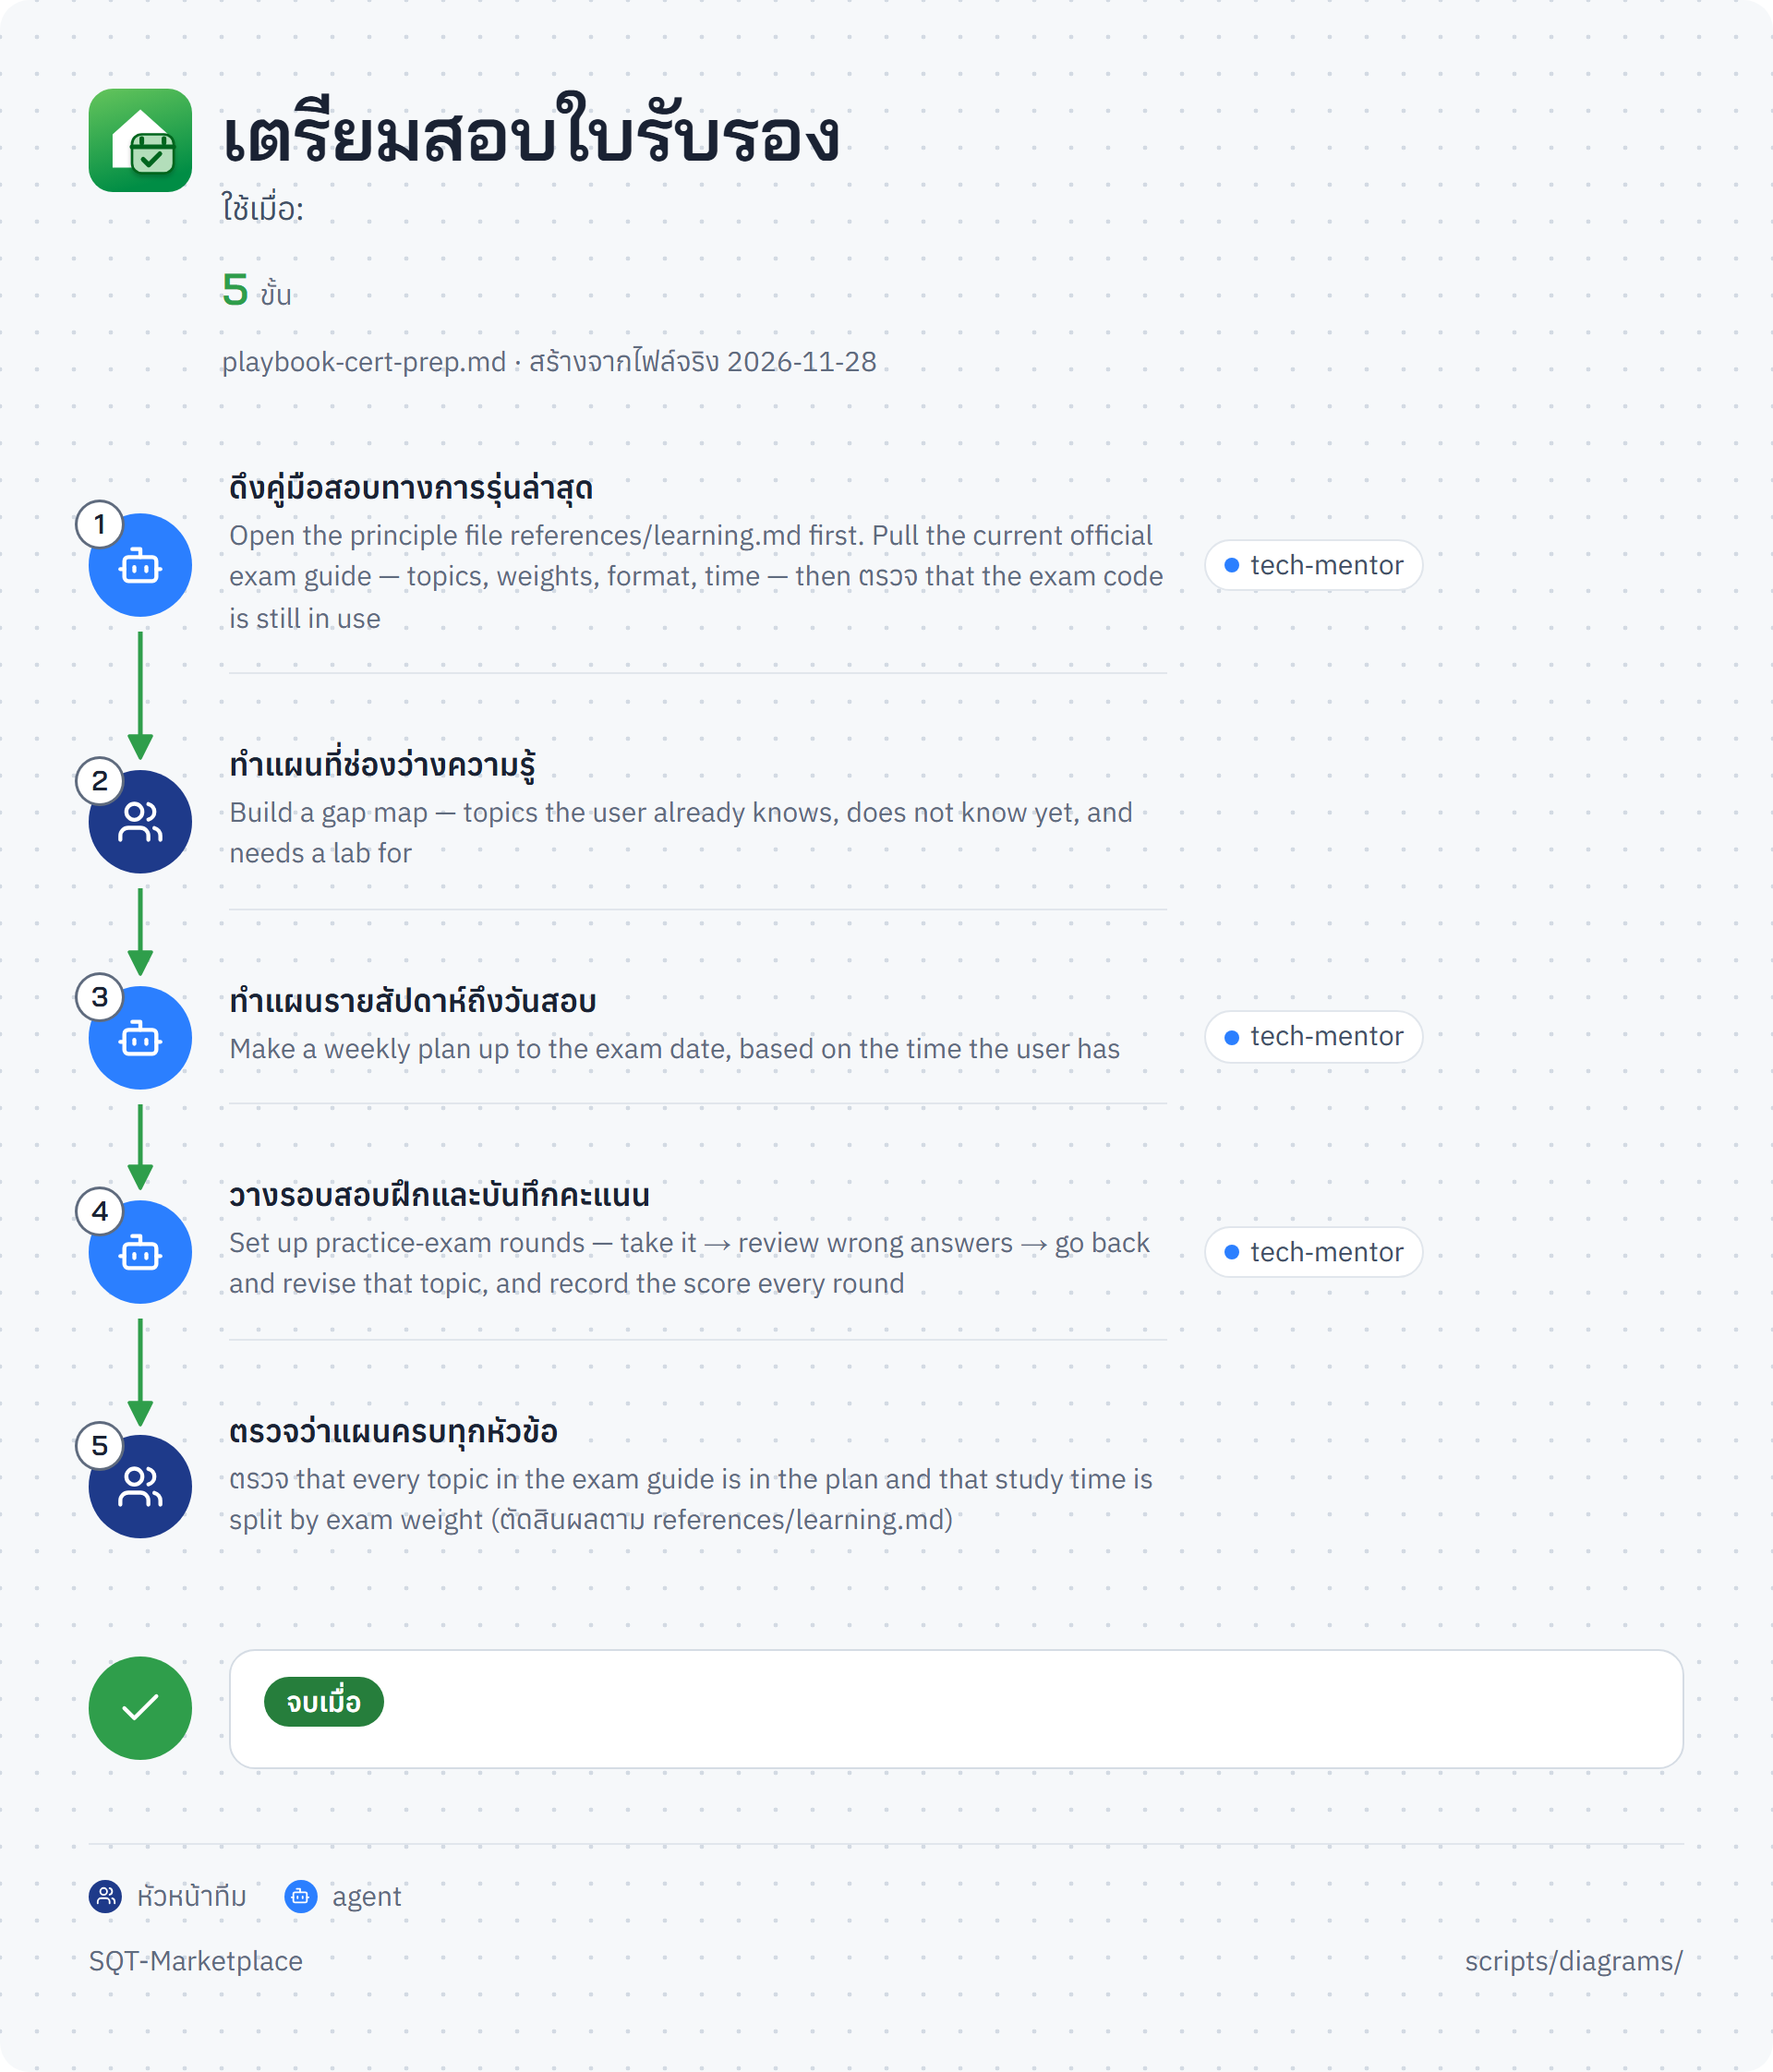 เตรียมสอบใบรับรอง
ใช้เมื่อ:
5 ขั้น
playbook-cert-prep.md · สร้างจากไฟล์จริง 2026-11-28
1
ดึงคู่มือสอบทางการรุ่นล่าสุด
Open the principle file references/learning.md first. Pull the current official
exam guide — topics, weights, format, time — then ตรวจ that the exam code
is still in use
tech-mentor
2
ทำแผนที่ช่องว่างความรู้
Build a gap map — topics the user already knows, does not know yet, and
needs a lab for
3
ทำแผนรายสัปดาห์ถึงวันสอบ
Make a weekly plan up to the exam date, based on the time the user has
tech-mentor
4
วางรอบสอบฝึกและบันทึกคะแนน
Set up practice-exam rounds — take it → review wrong answers → go back
and revise that topic, and record the score every round
tech-mentor
5
ตรวจว่าแผนครบทุกหัวข้อ
ตรวจ that every topic in the exam guide is in the plan and that study time is
split by exam weight (ตัดสินผลตาม references/learning.md)
จบเมื่อ
หัวหน้าทีม agent
SQT-Marketplace scripts/diagrams/